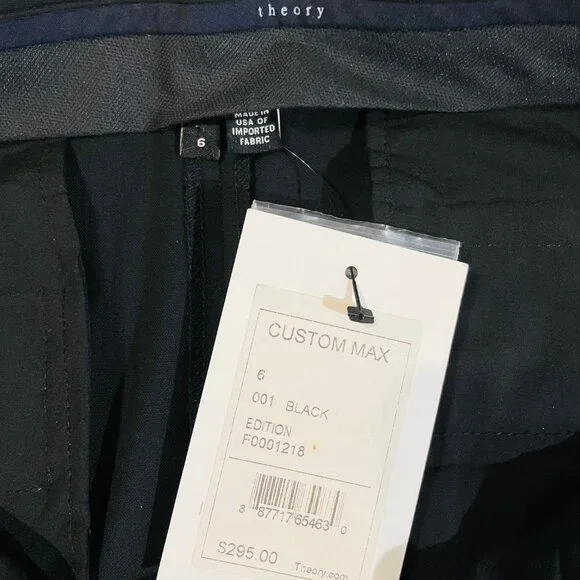 theory
6
MADE IN
USA OF
IMPORTED
FABRIC
CUSTOM MAX
6
001 BLACK
EDITION
F0001218
8 87717 65463 0
$295.00 Theory.com